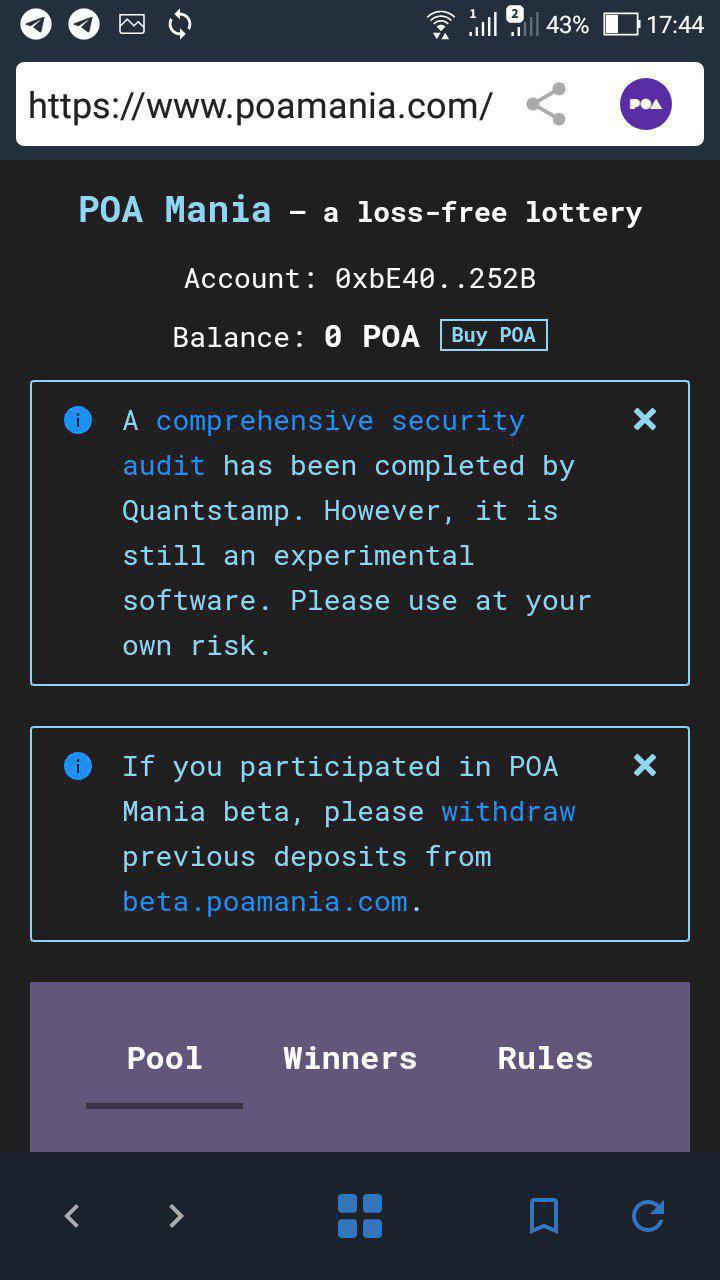 1 2 43% 17:44
https://www.poamania.com/ POA
POA Mania – a loss-free lottery
Account: 0xbE40..252B
Balance: 0 POA Buy POA
A comprehensive security
audit has been completed by
Quantstamp. However, it is
still an experimental
software. Please use at your
own risk.
If you participated in POA
Mania beta, please withdraw
previous deposits from
beta.poamania.com.
Pool Winners Rules